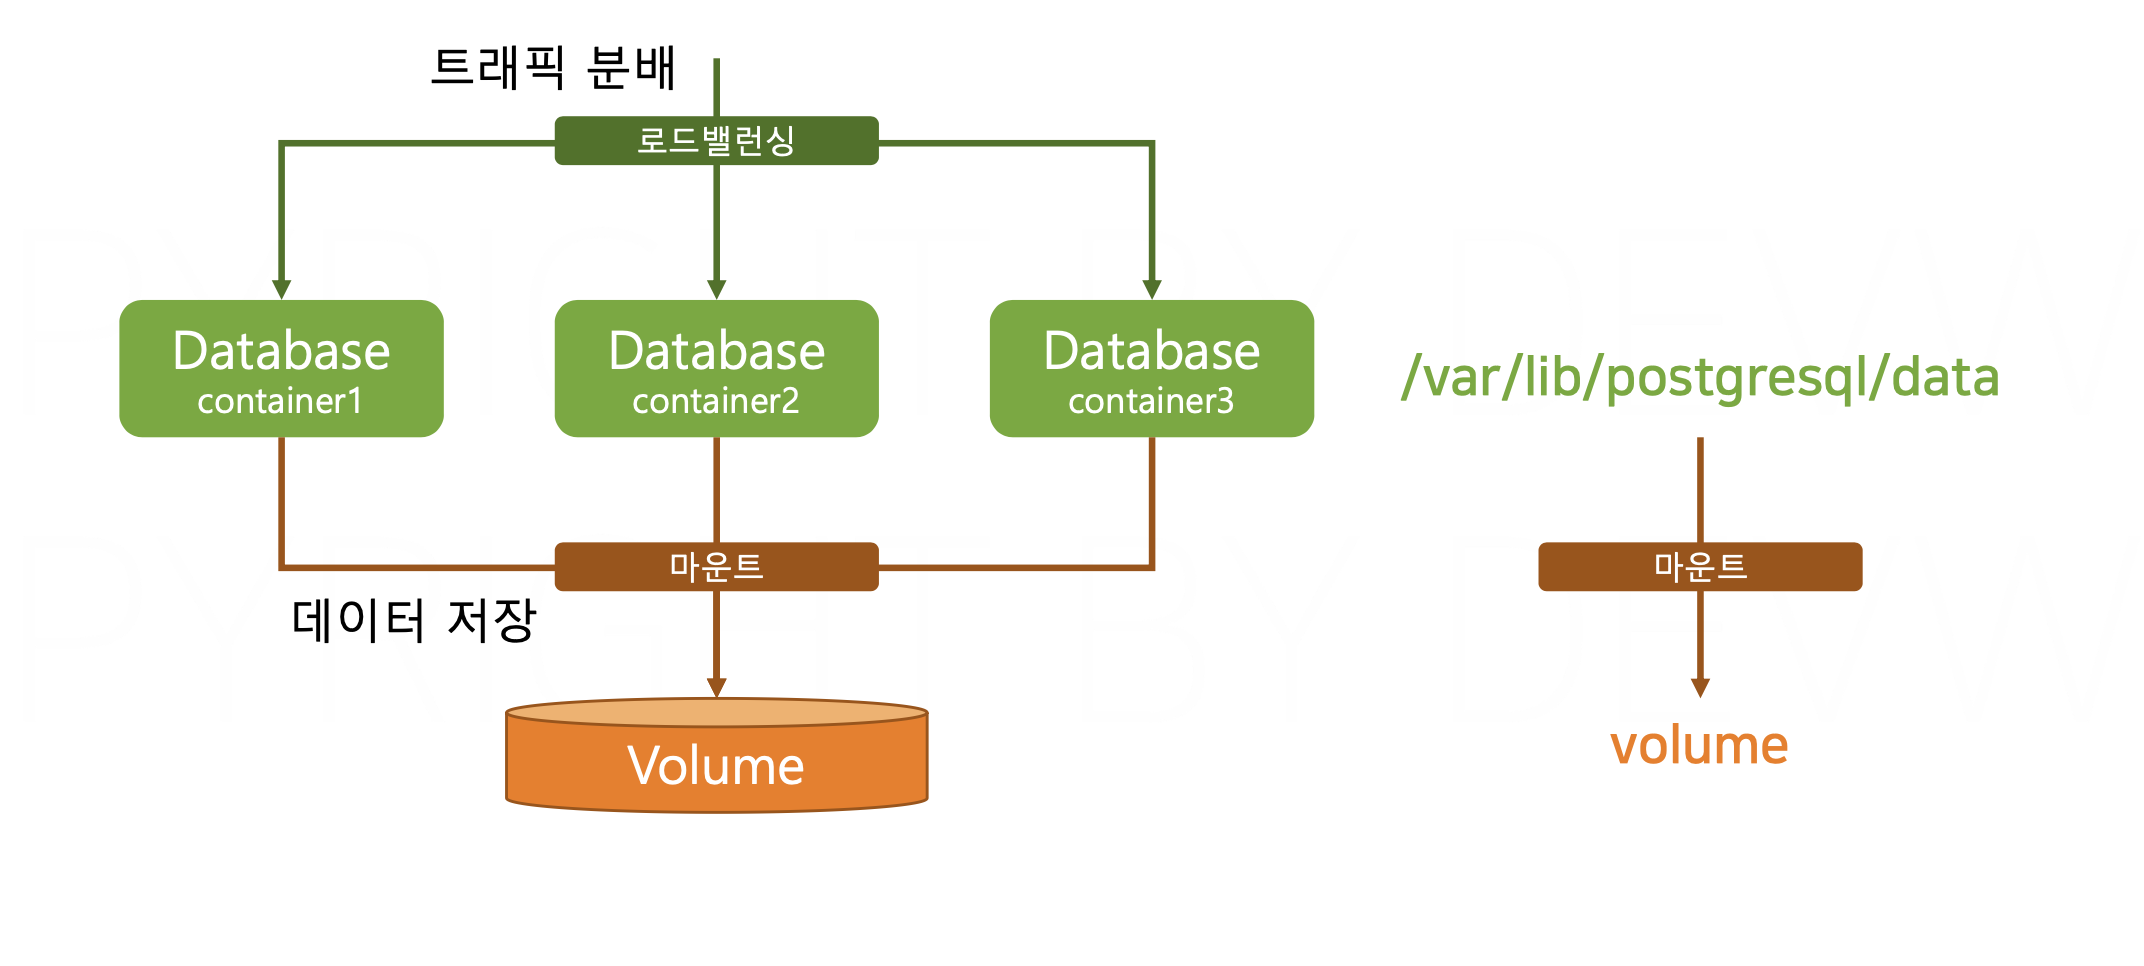 트래픽 분배
로드밸런싱
Database
container1
Database
container2
Database
container3
/var/lib/postgresql/data
마운트
마운트
데이터 저장
Volume
volume